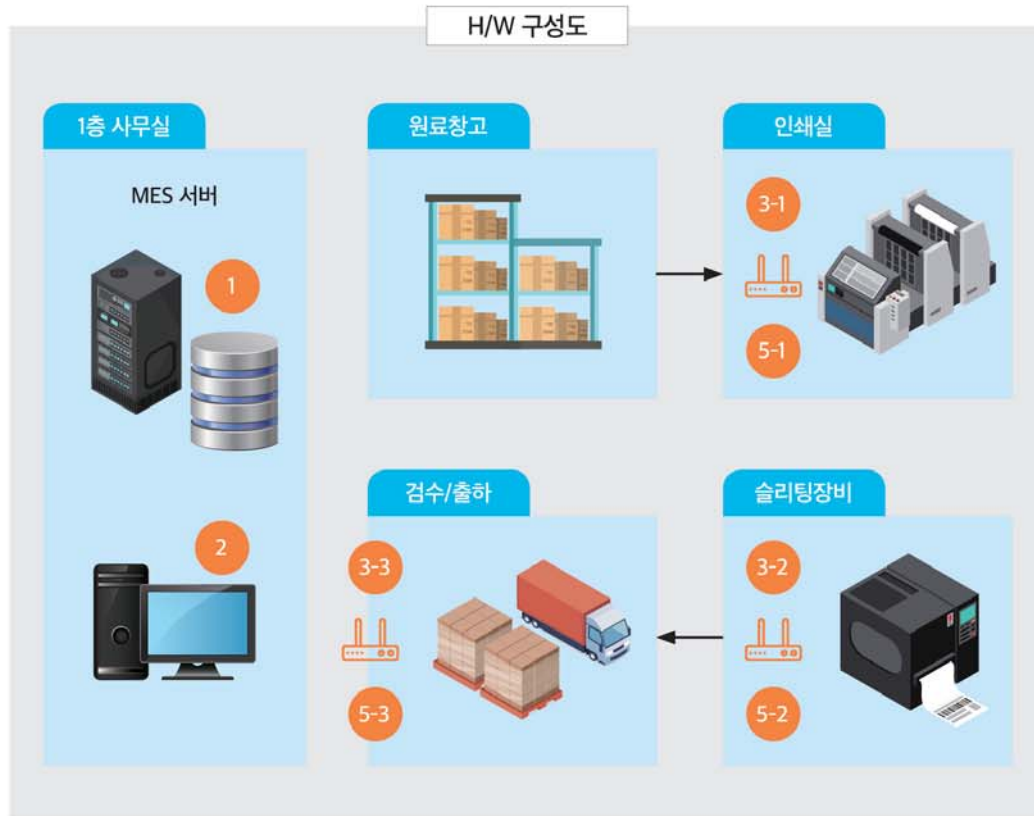 H/W 구성도
1층 사무실
MES 서버
1
2
원료창고
인쇄실
3-1
5-1
검수/출하
3-3
5-3
슬리팅장비
3-2
5-2